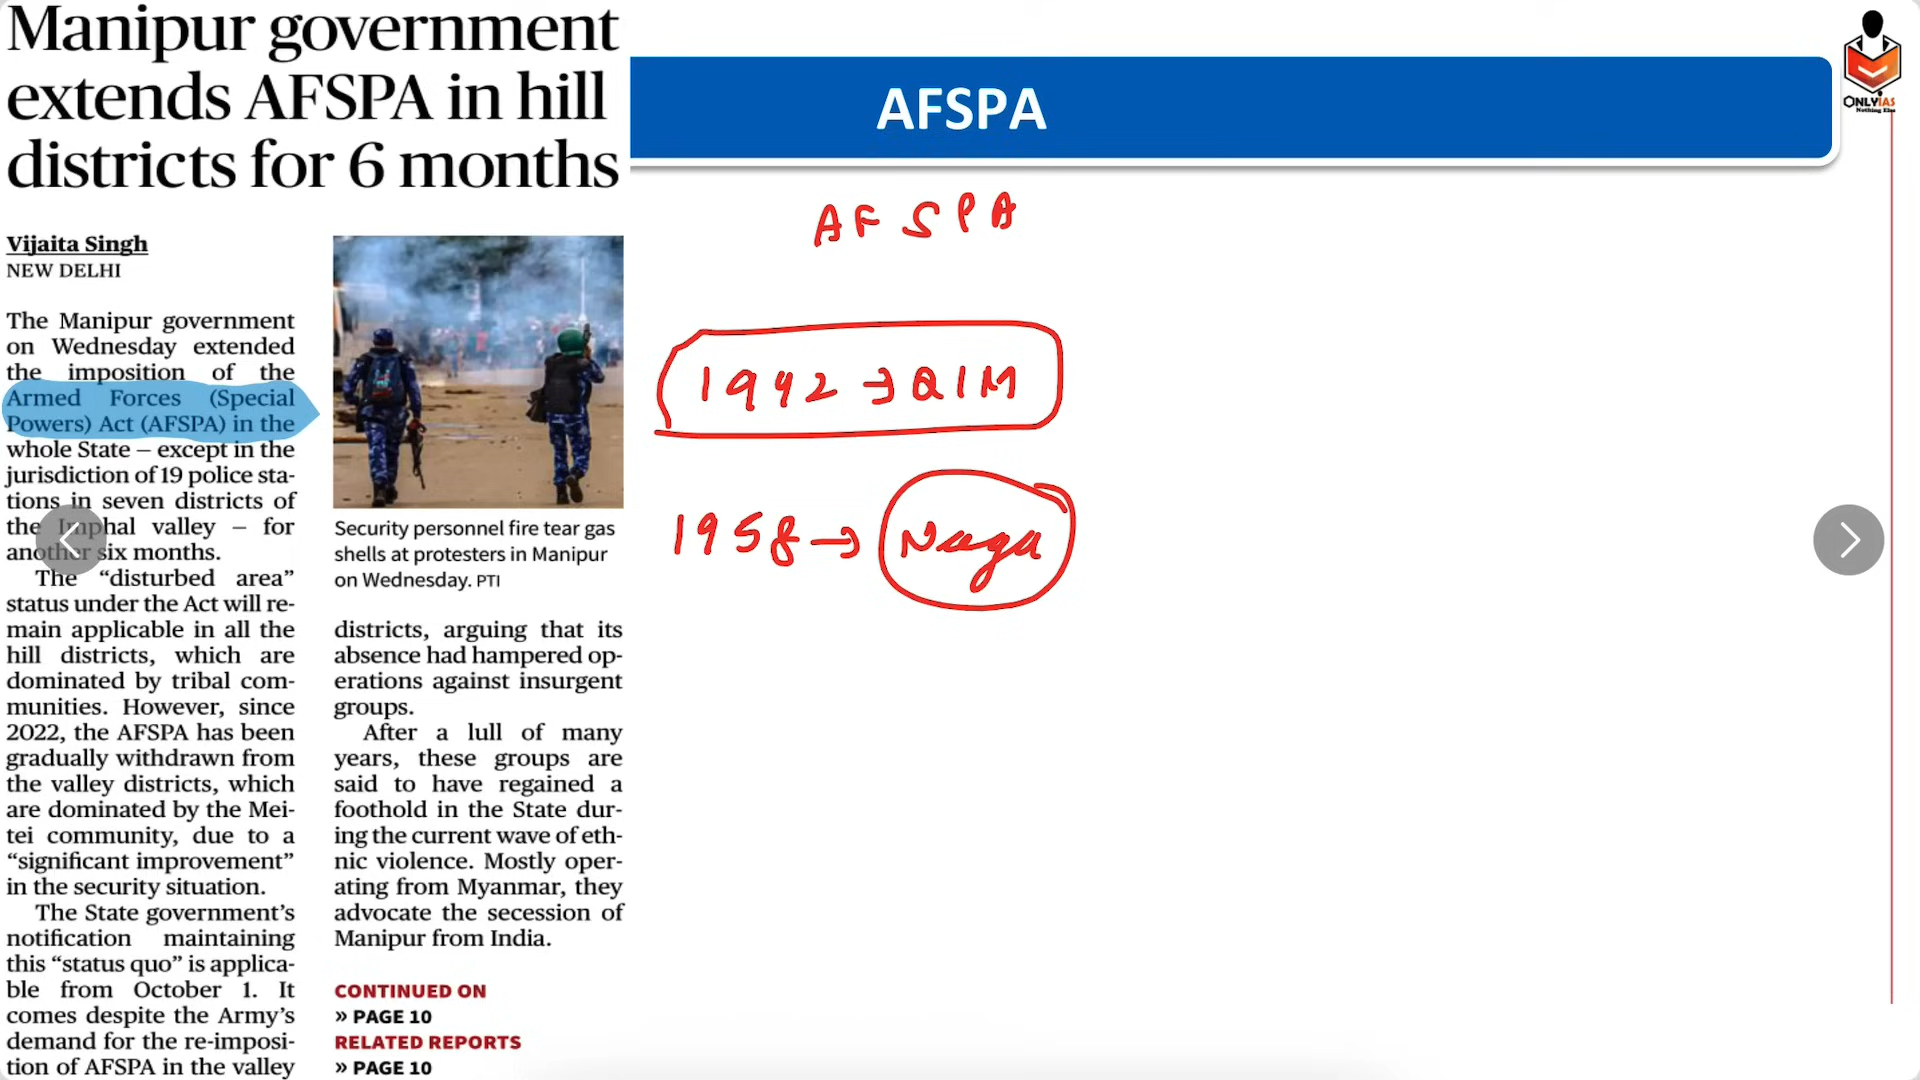 Manipur government
extends AFSPA in hill
districts for 6 months
Vijaita Singh
NEW DELHI
The Manipur government
on Wednesday extended
the imposition of the
Armed Forces (Special
Powers) Act (AFSPA) in the
whole State – except in the
jurisdiction of 19 police sta-
tions in seven districts of
the Imphal valley – for
another six months.
The “disturbed area”
status under the Act will re-
main applicable in all the
hill districts, which are
dominated by tribal com-
munities. However, since
2022, the AFSPA has been
gradually withdrawn from
the valley districts, which
are dominated by the Mei-
tei community, due to a
“significant improvement”
in the security situation.
The State government’s
notification maintaining
this “status quo” is applica-
ble from October 1. It
comes despite the Army’s
demand for the re-imposi-
tion of AFSPA in the valley
Security personnel fire tear gas
shells at protesters in Manipur
on Wednesday. PTI
districts, arguing that its
absence had hampered op-
erations against insurgent
groups.
After a lull of many
years, these groups are
said to have regained a
foothold in the State dur-
ing the current wave of eth-
nic violence. Mostly oper-
ating from Myanmar, they
advocate the secession of
Manipur from India.
CONTINUED ON
» PAGE 10
RELATED REPORTS
» PAGE 10
AFSPA
ONLYIAS
Nothing Else
AFSPA
1942 → QIM
1958 → Naga